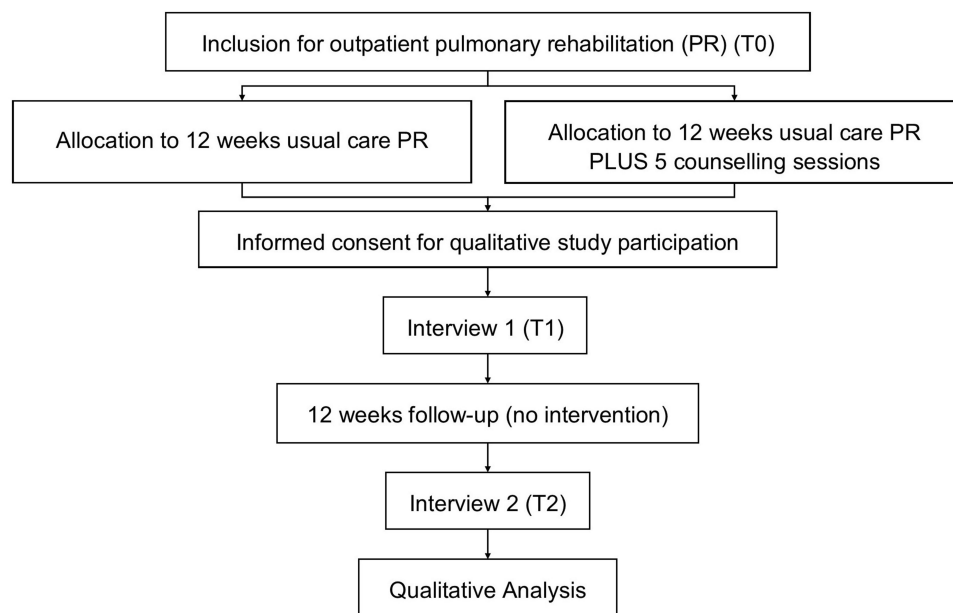 Inclusion for outpatient pulmonary rehabilitation (PR) (T0)
Allocation to 12 weeks usual care PR
Allocation to 12 weeks usual care PR
PLUS 5 counselling sessions
Informed consent for qualitative study participation
Interview 1 (T1)
12 weeks follow-up (no intervention)
Interview 2 (T2)
Qualitative Analysis